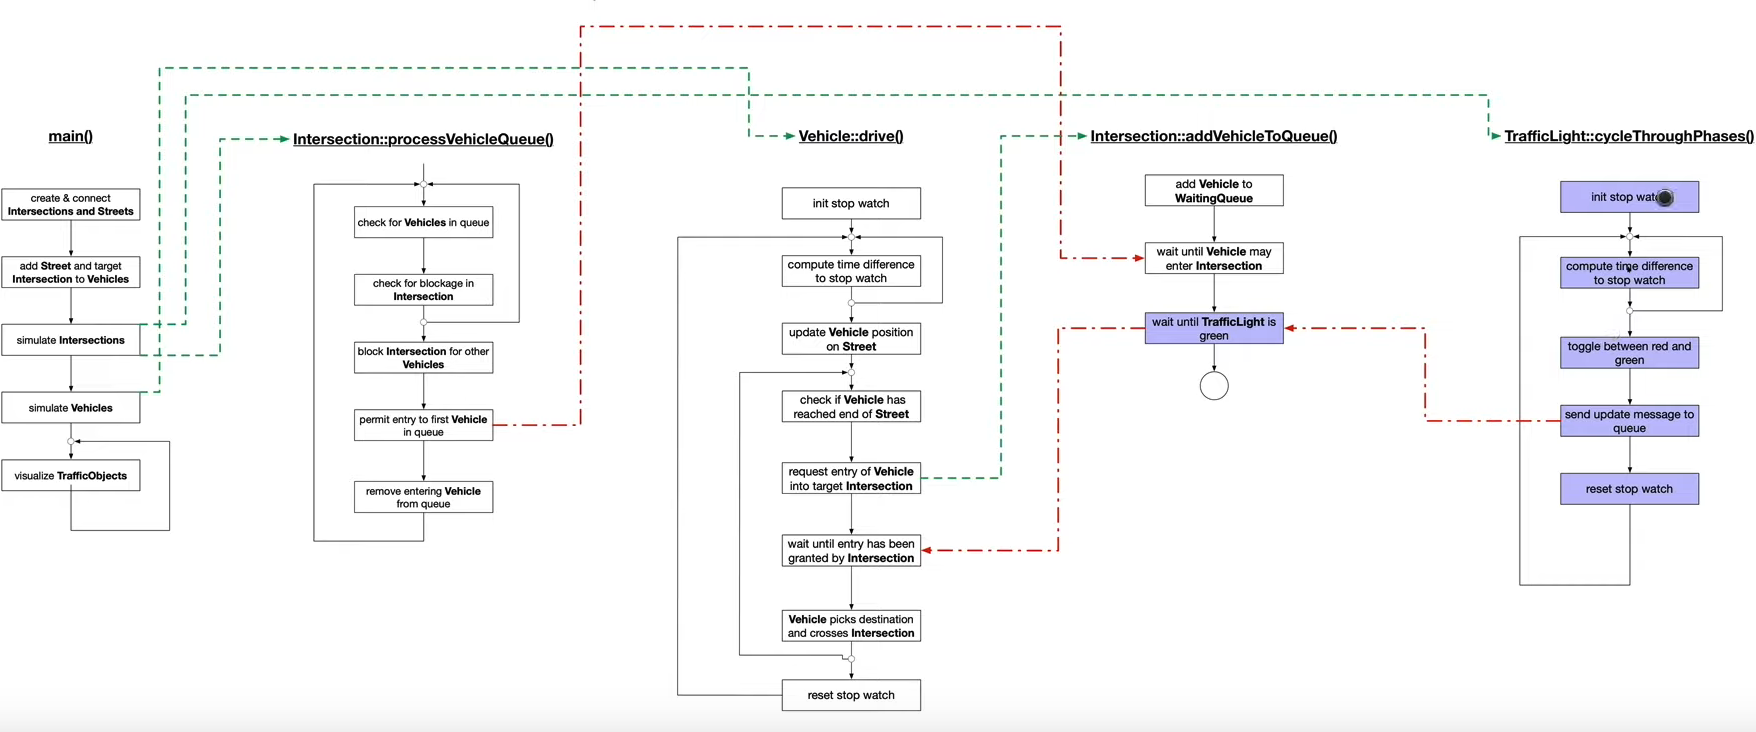 main()
create & connect
Intersections and Streets
add Street and target
Intersection to Vehicles
simulate Intersections
simulate Vehicles
visualize TrafficObjects
Intersection::processVehicleQueue()
check for Vehicles in queue
check for blockage in
Intersection
block Intersection for other
Vehicles
permit entry to first Vehicle
in queue
remove entering Vehicle
from queue
Vehicle::drive()
init stop watch
compute time difference
to stop watch
update Vehicle position
on Street
check if Vehicle has
reached end of Street
request entry of Vehicle
into target Intersection
wait until entry has been
granted by Intersection
Vehicle picks destination
and crosses Intersection
reset stop watch
Intersection::addVehicleToQueue()
add Vehicle to
WaitingQueue
wait until Vehicle may
enter Intersection
wait until TrafficLight is
green
TrafficLight::cycleThroughPhases()
init stop watch
compute time difference
to stop watch
toggle between red and
green
send update message to
queue
reset stop watch